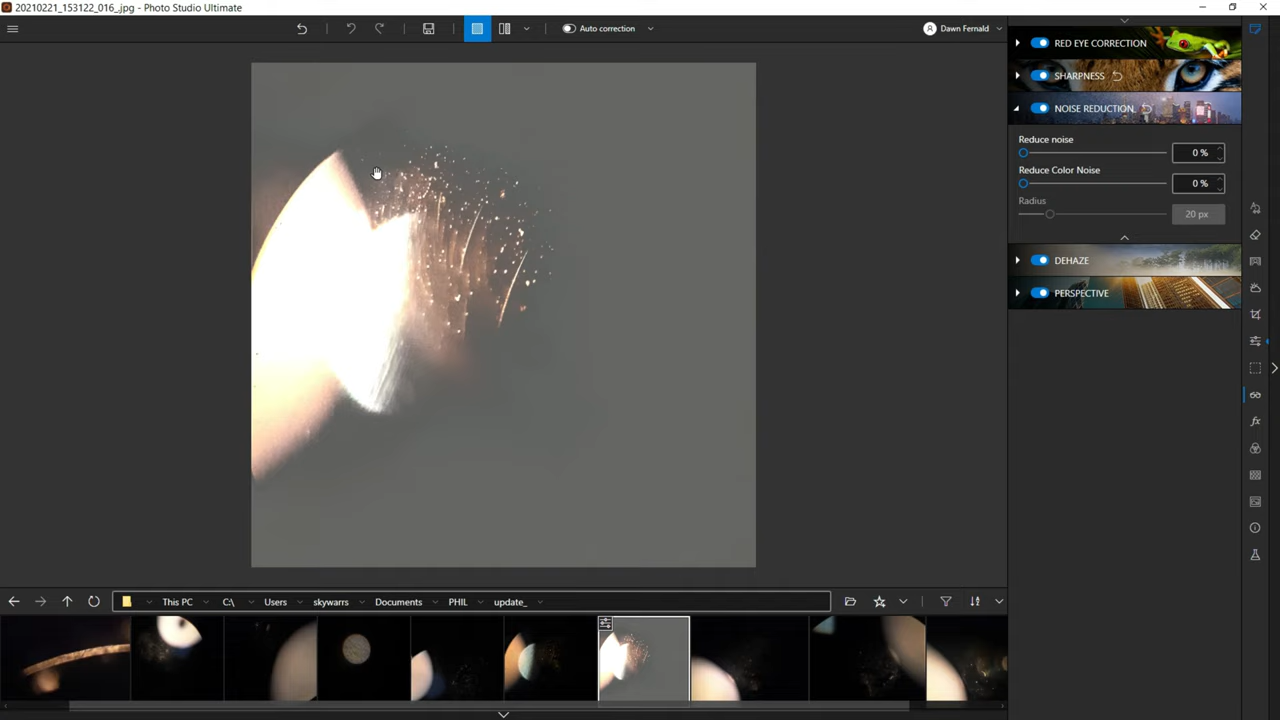 20210221_153122_016_.jpg - Photo Studio Ultimate
Auto correction
Dawn Fernald
RED EYE CORRECTION
SHARPNESS
NOISE REDUCTION
Reduce noise
0 %
Reduce Color Noise
0 %
Radius
20 px
DEHAZE
PERSPECTIVE
This PC C:\ Users skywarrs Documents PHIL update_